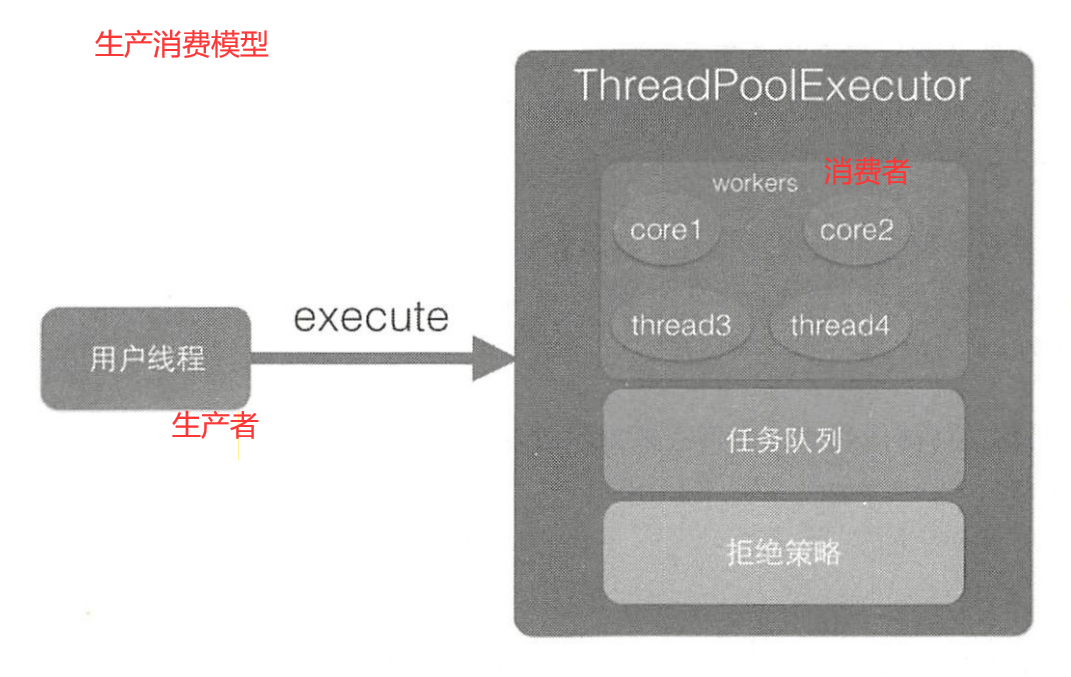 生产消费模型
ThreadPoolExecutor
workers
消费者
core1
core2
thread3
thread4
execute
用户线程
生产者
任务队列
拒绝策略